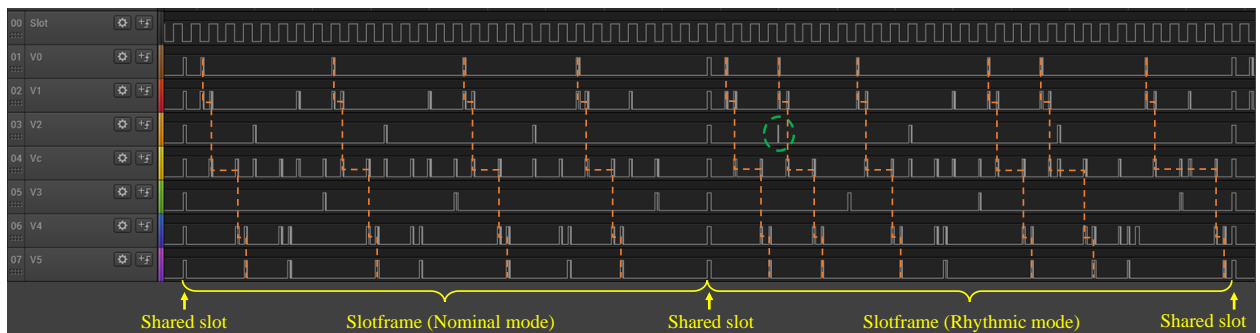 00 Slot
01 V0
02 V1
03 V2
04 Vc
05 V3
06 V4
07 V5
Shared slot Slotframe (Nominal mode) Shared slot Slotframe (Rhythmic mode) Shared slot